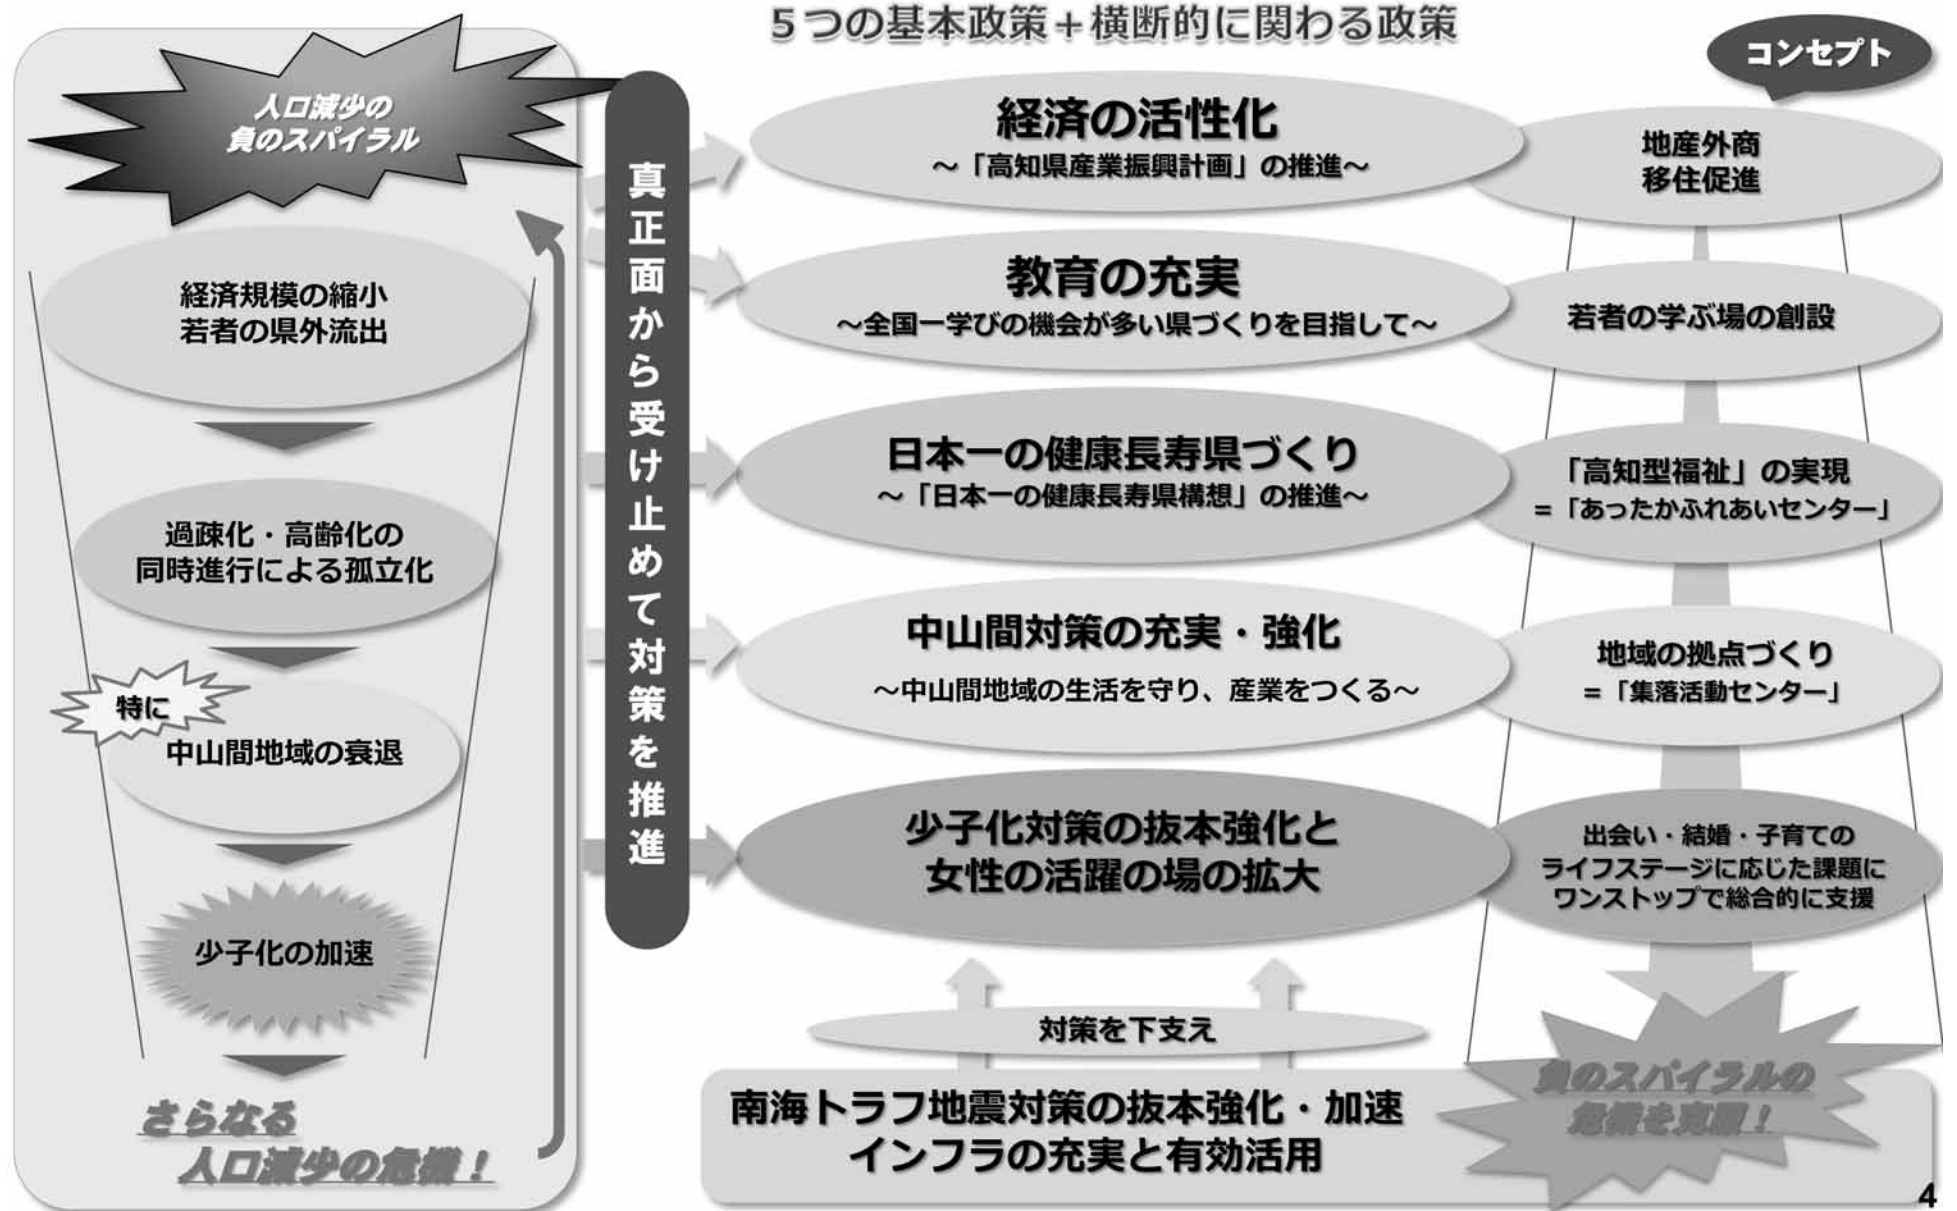 5つの基本政策＋横断的に関わる政策
コンセプト
人口減少の
負のスパイラル
経済規模の縮小
若者の県外流出
過疎化・高齢化の
同時進行による孤立化
特に
中山間地域の衰退
少子化の加速
さらなる
人口減少の危機！
真正面から受け止めて対策を推進
経済の活性化
～「高知県産業振興計画」の推進～
地産外商
移住促進
教育の充実
～全国一学びの機会が多い県づくりを目指して～
若者の学ぶ場の創設
日本一の健康長寿県づくり
～「日本一の健康長寿県構想」の推進～
「高知型福祉」の実現
＝「あったかふれあいセンター」
中山間対策の充実・強化
～中山間地域の生活を守り、産業をつくる～
地域の拠点づくり
＝「集落活動センター」
少子化対策の抜本強化と
女性の活躍の場の拡大
出会い・結婚・子育ての
ライフステージに応じた課題に
ワンストップで総合的に支援
対策を下支え
南海トラフ地震対策の抜本強化・加速
インフラの充実と有効活用
負のスパイラルの
危機を克服！
4